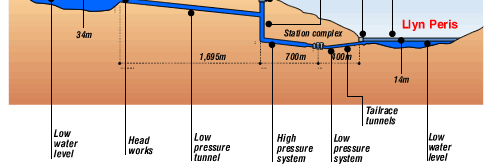 Llyn Peris
34m
Station complex
1,695m
700m
400m
14m
Tailrace
tunnels
Low
water
level
Head
works
Low
pressure
tunnel
High
pressure
system
Low
pressure
system
Low
water
level